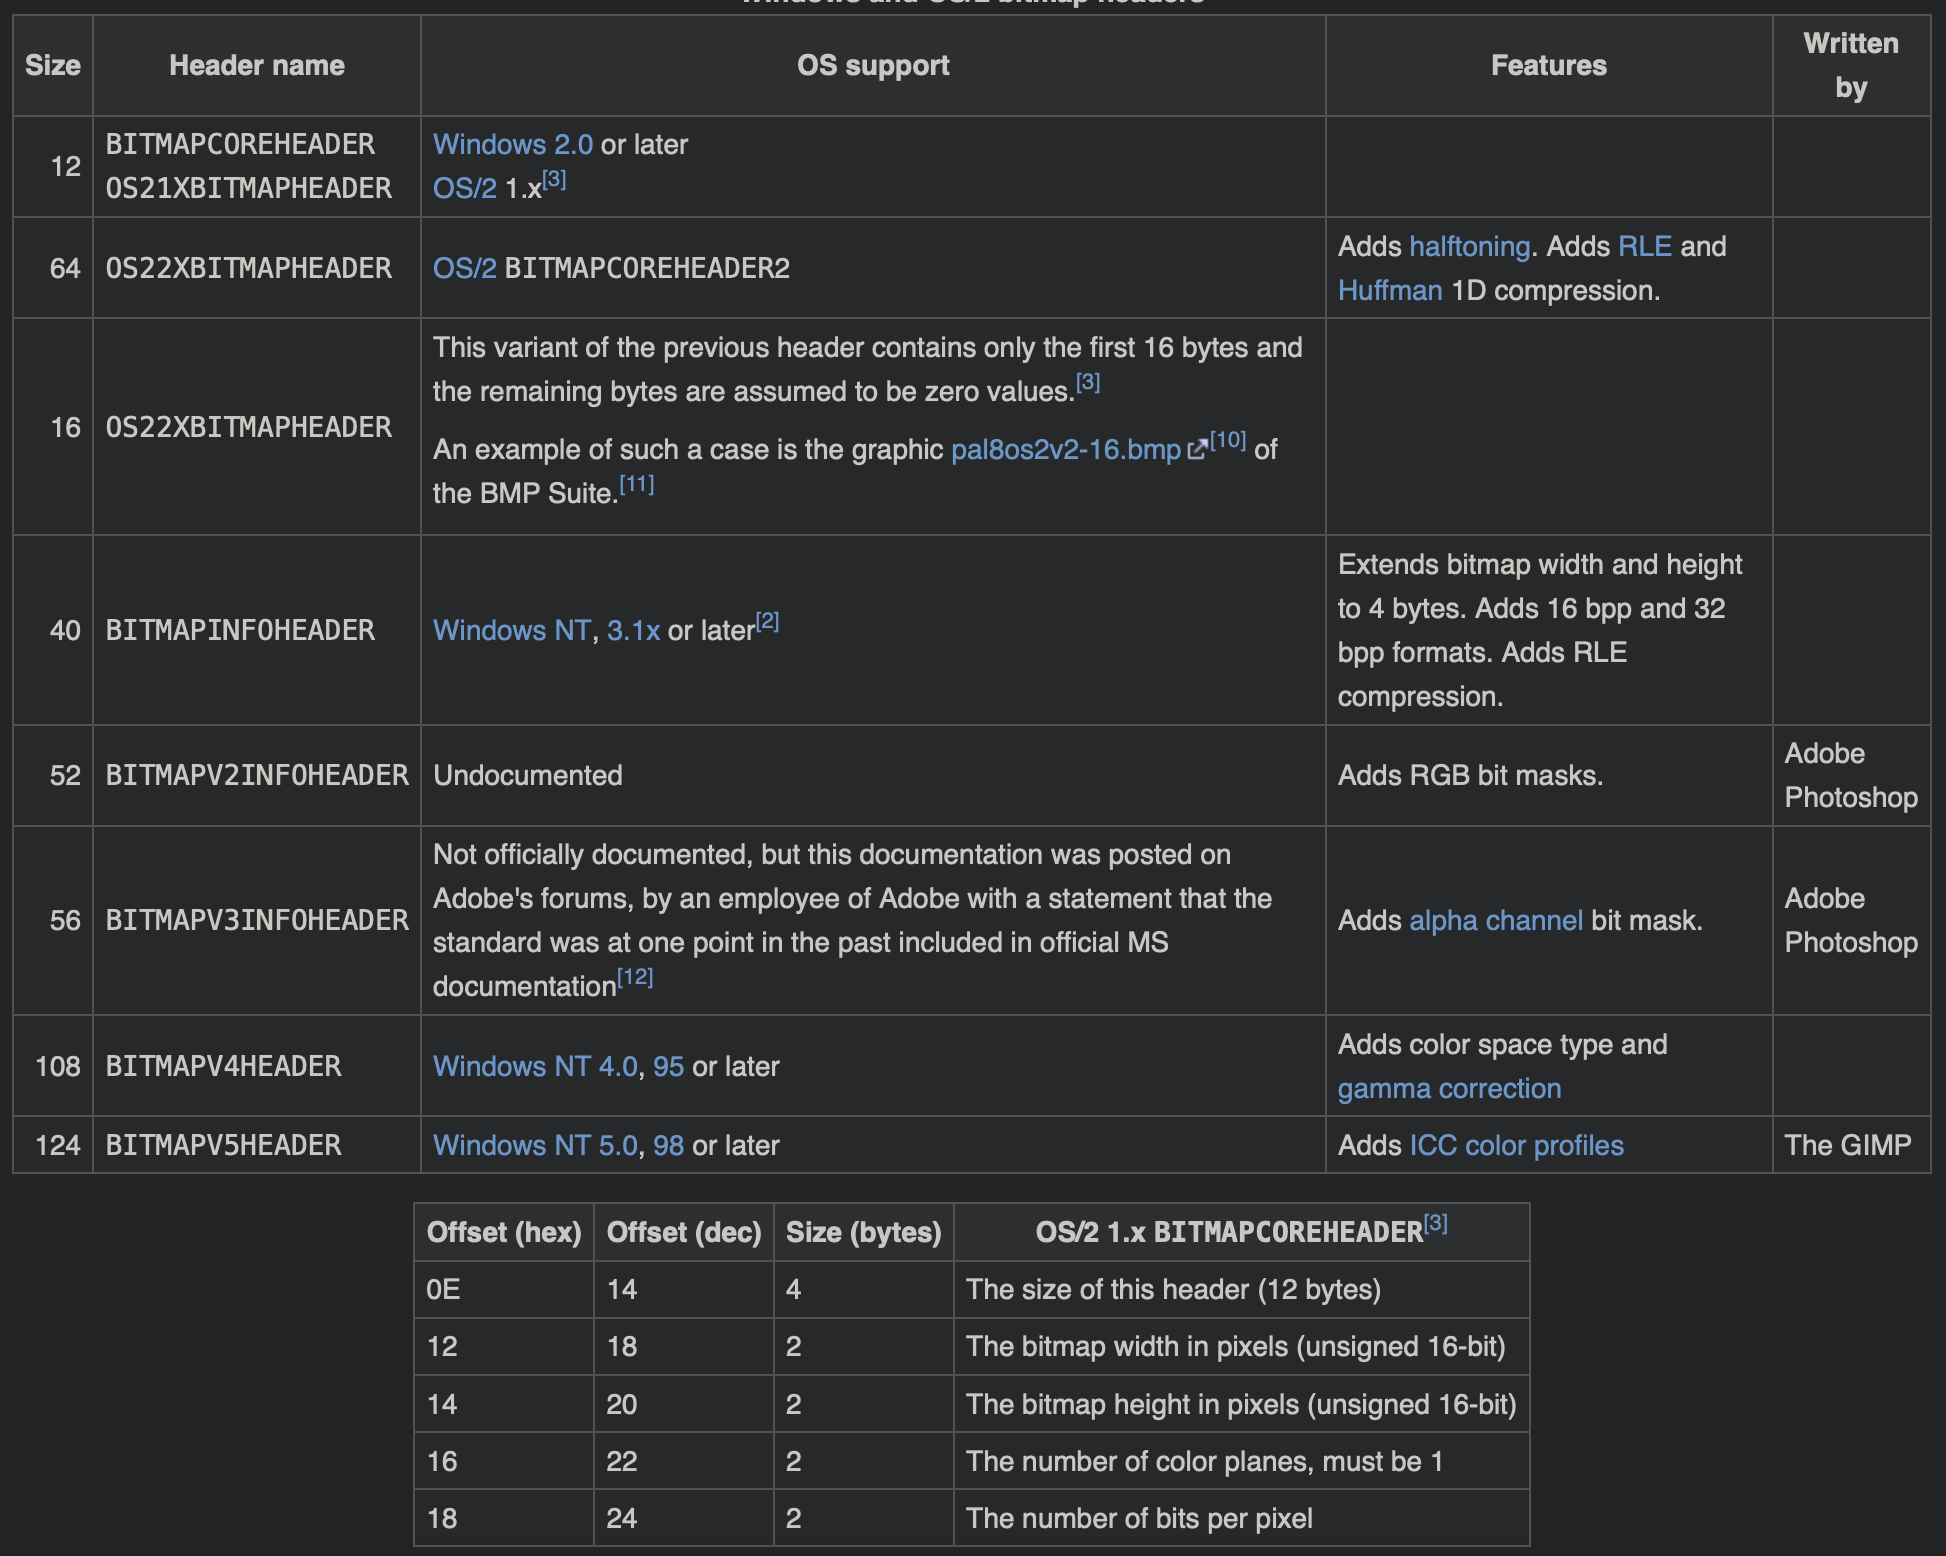 Windows and OS/2 bitmap headers
Size Header name OS support Features Written by
12 BITMAPCOREHEADER
OS21XBITMAPHEADER
Windows 2.0 or later
OS/2 1.x[3]
64 OS22XBITMAPHEADER OS/2 BITMAPCOREHEADER2
Adds halftoning. Adds RLE and
Huffman 1D compression.
16 OS22XBITMAPHEADER
This variant of the previous header contains only the first 16 bytes and
the remaining bytes are assumed to be zero values.[3]
An example of such a case is the graphic pal8os2v2-16.bmp[10] of
the BMP Suite.[11]
40 BITMAPINFOHEADER Windows NT, 3.1x or later[2]
Extends bitmap width and height
to 4 bytes. Adds 16 bpp and 32
bpp formats. Adds RLE
compression.
52 BITMAPV2INFOHEADER Undocumented Adds RGB bit masks.
Adobe
Photoshop
56 BITMAPV3INFOHEADER
Not officially documented, but this documentation was posted on
Adobe's forums, by an employee of Adobe with a statement that the
standard was at one point in the past included in official MS
documentation[12]
Adds alpha channel bit mask.
Adobe
Photoshop
108 BITMAPV4HEADER Windows NT 4.0, 95 or later
Adds color space type and
gamma correction
124 BITMAPV5HEADER Windows NT 5.0, 98 or later Adds ICC color profiles The GIMP
Offset (hex) Offset (dec) Size (bytes) OS/2 1.x BITMAPCOREHEADER[3]
0E 14 4 The size of this header (12 bytes)
12 18 2 The bitmap width in pixels (unsigned 16-bit)
14 20 2 The bitmap height in pixels (unsigned 16-bit)
16 22 2 The number of color planes, must be 1
18 24 2 The number of bits per pixel